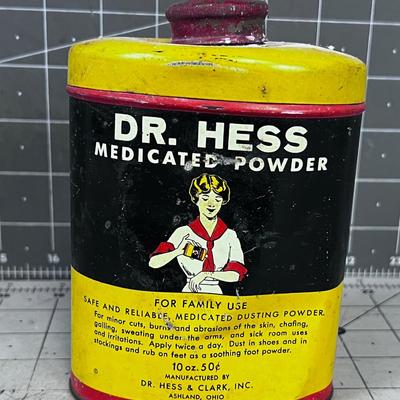 DR. HESS
MEDICATED POWDER
FOR FAMILY USE
SAFE AND RELIABLE, MEDICATED DUSTING POWDER.
For minor cuts, burns and abrasions of the skin, chafing,
galling, sweating under the arms, and sick room uses
and irritations. Apply twice a day. Dust in shoes and in
stockings and rub on feet as a soothing foot powder.
10 oz. 50¢
MANUFACTURED BY
DR. HESS & CLARK, INC.
ASHLAND, OHIO